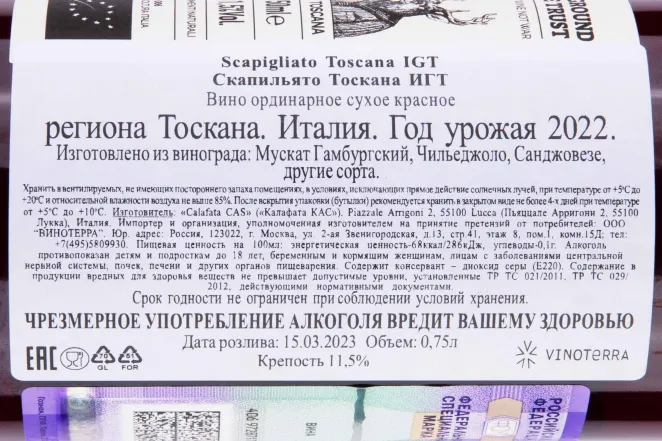 TOSCANA
Scapigliato Toscana IGT
Скапильято Тоскана ИГТ
Вино ординарное сухое красное
региона Тоскана. Италия. Год урожая 2022.
Изготовлено из винограда: Мускат Гамбургский, Чильеджоло, Санджовезе,
другие сорта.
Хранить в вентилируемых, не имеющих постороннего запаха помещениях, в условиях, исключающих прямое действие солнечных лучей, при температуре от +5°С до
+20°С и относительной влажности воздуха не выше 85%. После вскрытия упаковки (бутылки) рекомендуется хранить в закрытом виде не более 4-х дней при температуре
от +5°С до +10°С. Изготовитель: «Calafata CAS» («Калафата КАС»). Piazzale Arrigoni 2, 55100 Lucca (Пьяццале Арригони 2, 55100
Лукка), Италия. Импортер и организация, уполномоченная изготовителем на принятие претензий от потребителей: ООО
"ВИНОТЕРРА". Юр. адрес: Россия, 123022, г. Москва, ул. 2-ая Звенигородская, д.13, стр.41, этаж 8, пом.1, комн.15Д; тел:
+7(495)5809930. Пищевая ценность на 100мл: энергетическая ценность-68ккал/286кДж, углеводы-0,1г. Алкоголь
противопоказан детям и подросткам до 18 лет, беременным и кормящим женщинам, лицам с заболеваниями центральной
нервной системы, почек, печени и других органов пищеварения. Содержит консервант – диоксид серы (Е220). Содержание в
продукции вредных для здоровья веществ не превышает допустимые уровни, установленные ТР ТС 021/2011, ТР ТС 029/
2012, действующими нормативными документами.
Срок годности не ограничен при соблюдении условий хранения.
ЧРЕЗМЕРНОЕ УПОТРЕБЛЕНИЕ АЛКОГОЛЯ ВРЕДИТ ВАШЕМУ ЗДОРОВЬЮ
Дата розлива: 15.03.2023 Объем: 0,75л
Крепость 11,5%
EAC
70
GL
61
FOR
VINOTERRA
ВИНА